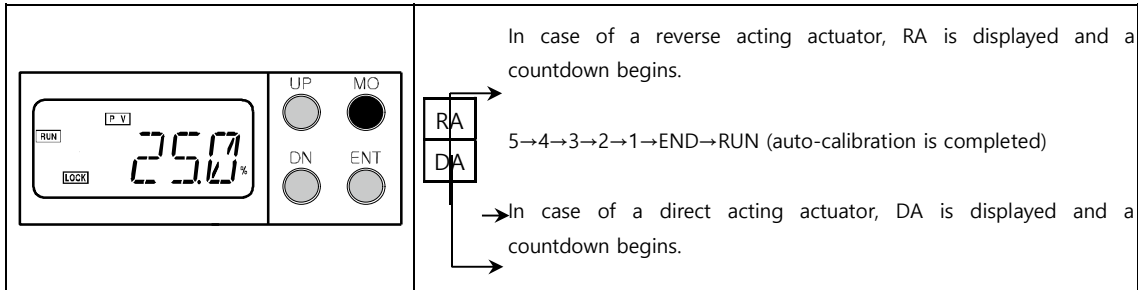 UP MO
P V
RUN
25.0 %
LOCK
DN ENT
RA
DA
In case of a reverse acting actuator, RA is displayed and a
countdown begins.
5→4→3→2→1→END→RUN (auto-calibration is completed)
In case of a direct acting actuator, DA is displayed and a
countdown begins.